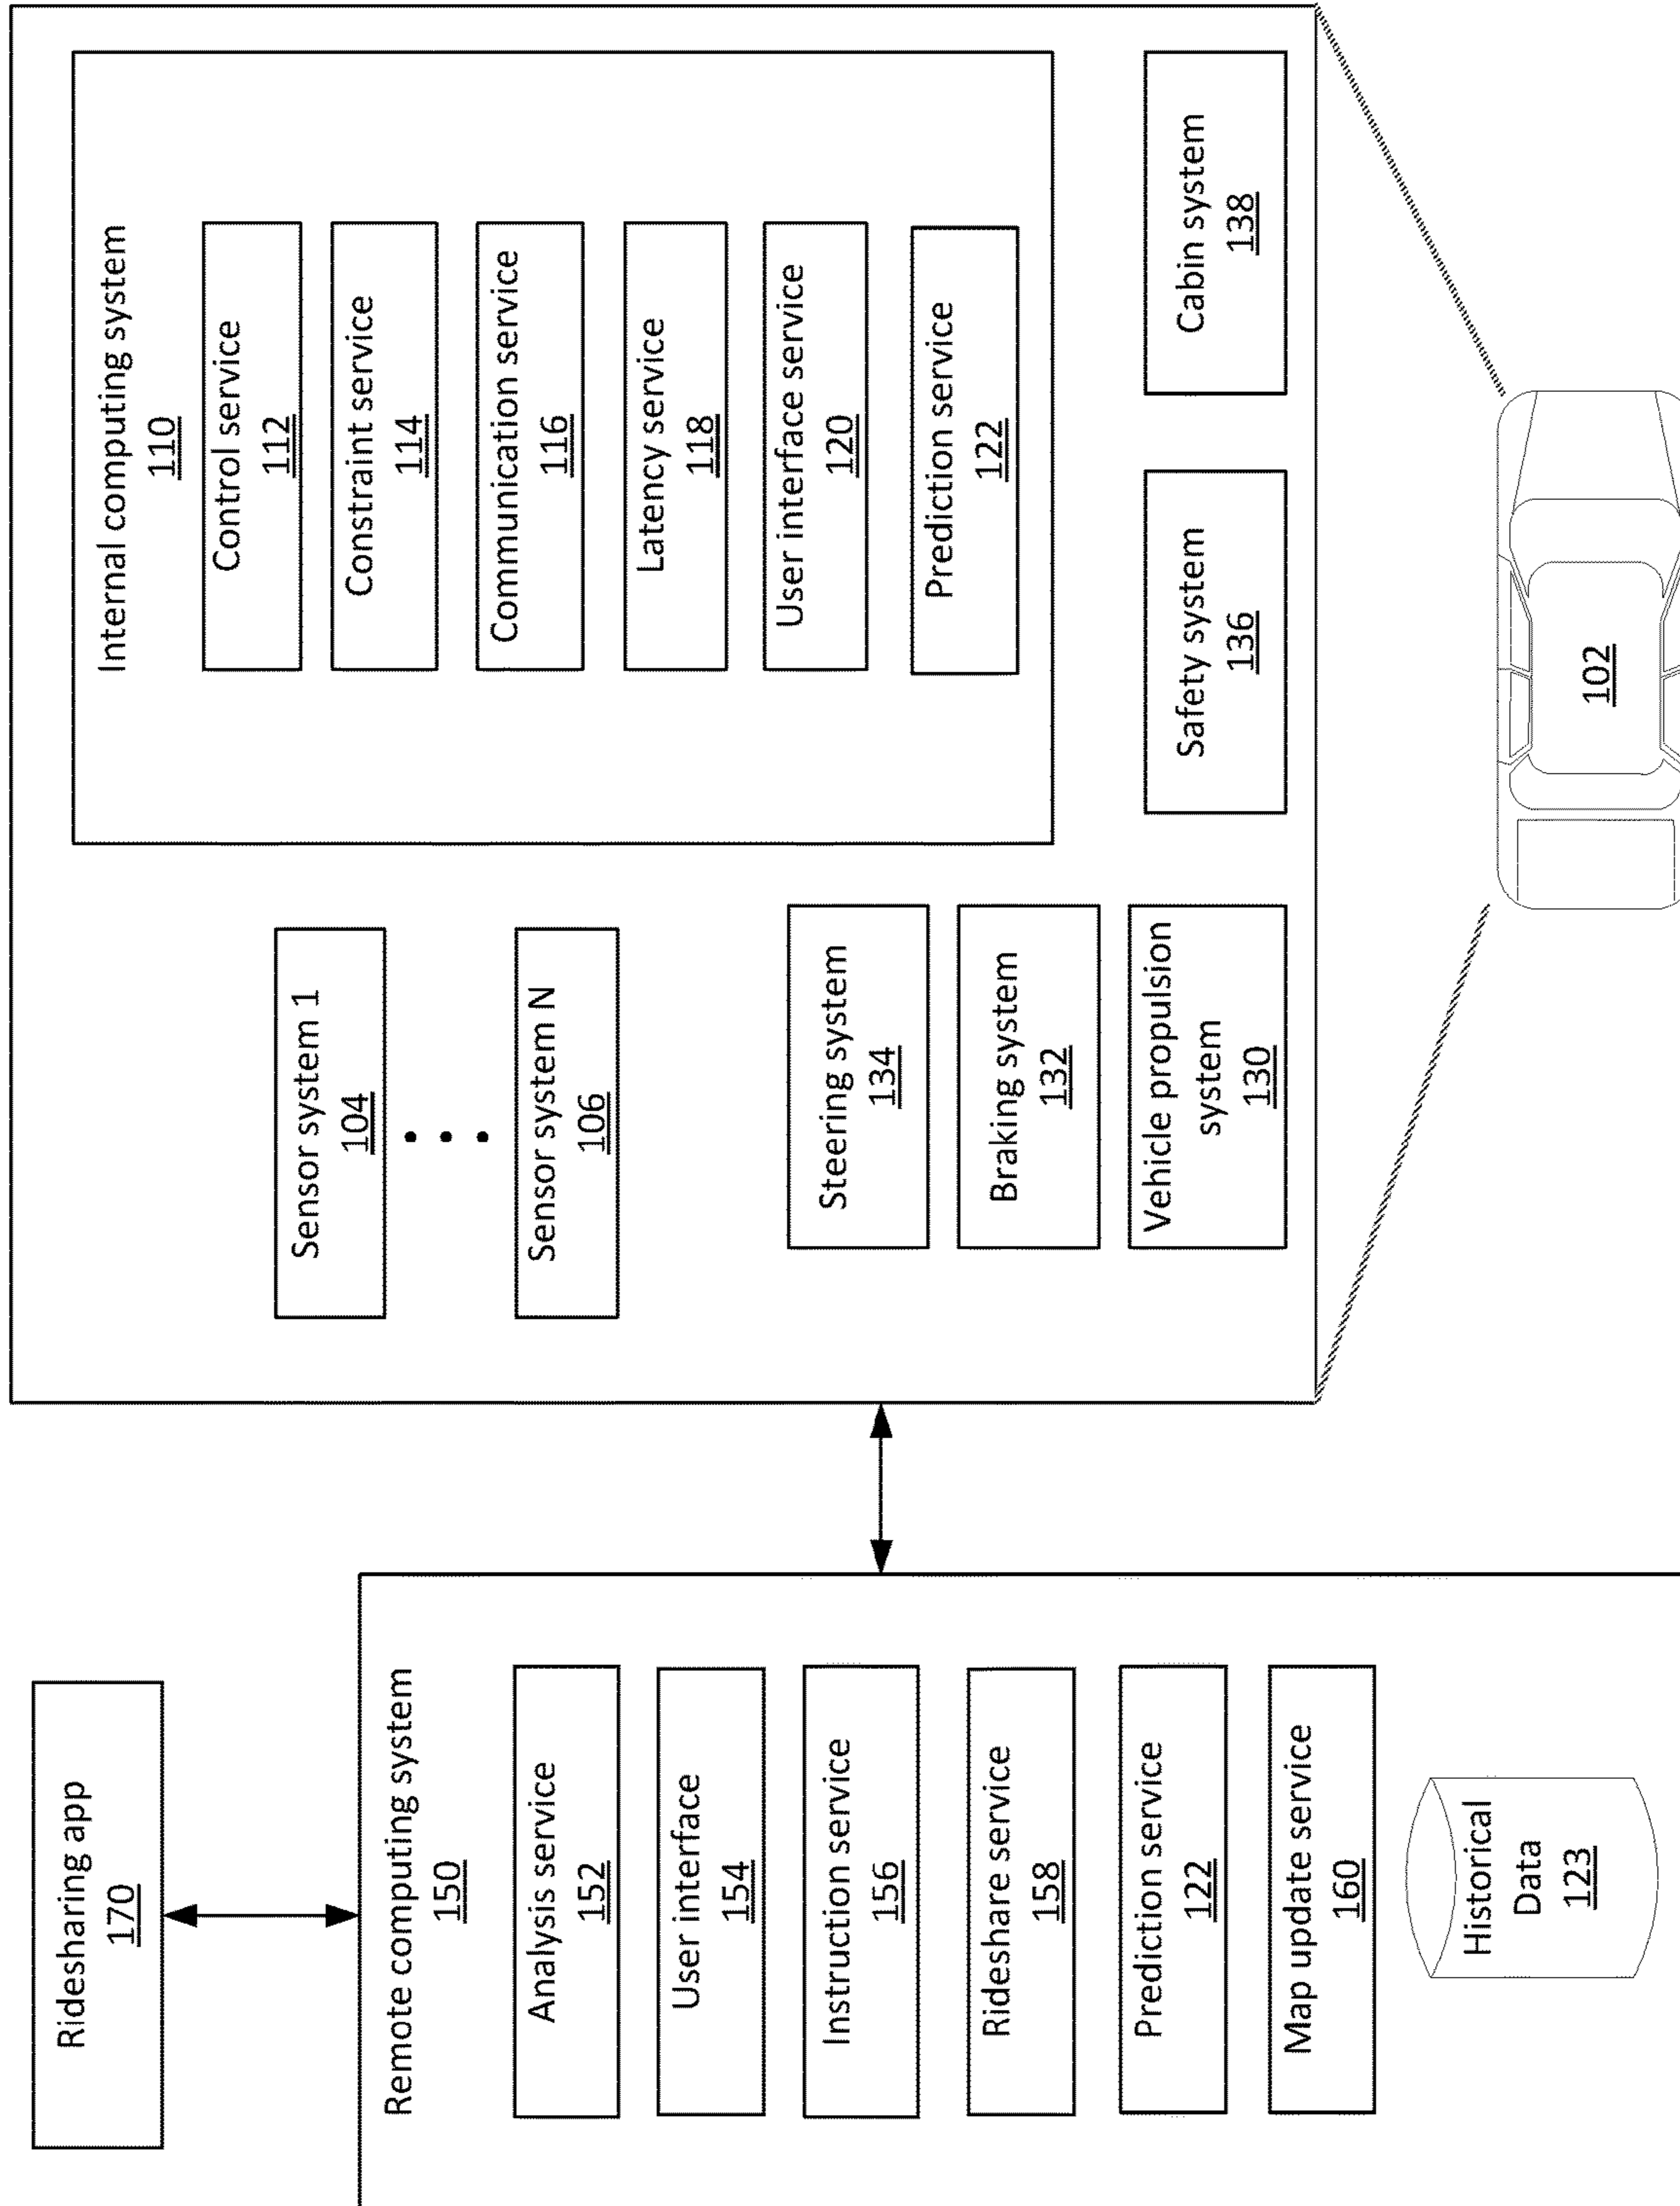 Ridesharing app
170
Remote computing system
150
Analysis service
152
User interface
154
Instruction service
156
Rideshare service
158
Prediction service
122
Map update service
160
Historical
Data
123
Sensor system 1
104
Sensor system N
106
Steering system
134
Braking system
132
Vehicle propulsion
system
130
Internal computing system
110
Control service
112
Constraint service
114
Communication service
116
Latency service
118
User interface service
120
Prediction service
122
Safety system
136
Cabin system
138
102